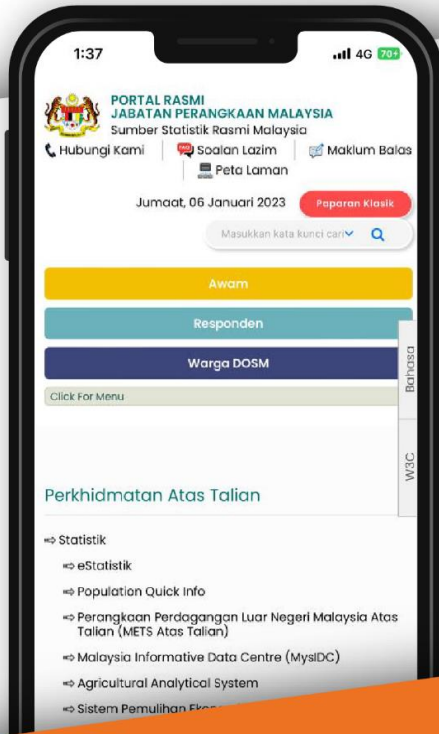 1:37
4G 70+
PORTAL RASMI
JABATAN PERANGKAAN MALAYSIA
Sumber Statistik Rasmi Malaysia
Hubungi Kami
FAQ Soalan Lazim
Maklum Balas
Peta Laman
Jumaat, 06 Januari 2023
Paparan Klasik
Masukkan kata kunci cari
Awam
Responden
Warga DOSM
Click For Menu
Bahasa
W3C
Perkhidmatan Atas Talian
Statistik
eStatistik
Population Quick Info
Perangkaan Perdagangan Luar Negeri Malaysia Atas
Talian (METS Atas Talian)
Malaysia Informative Data Centre (MysIDC)
Agricultural Analytical System
Sistem Pemulihan